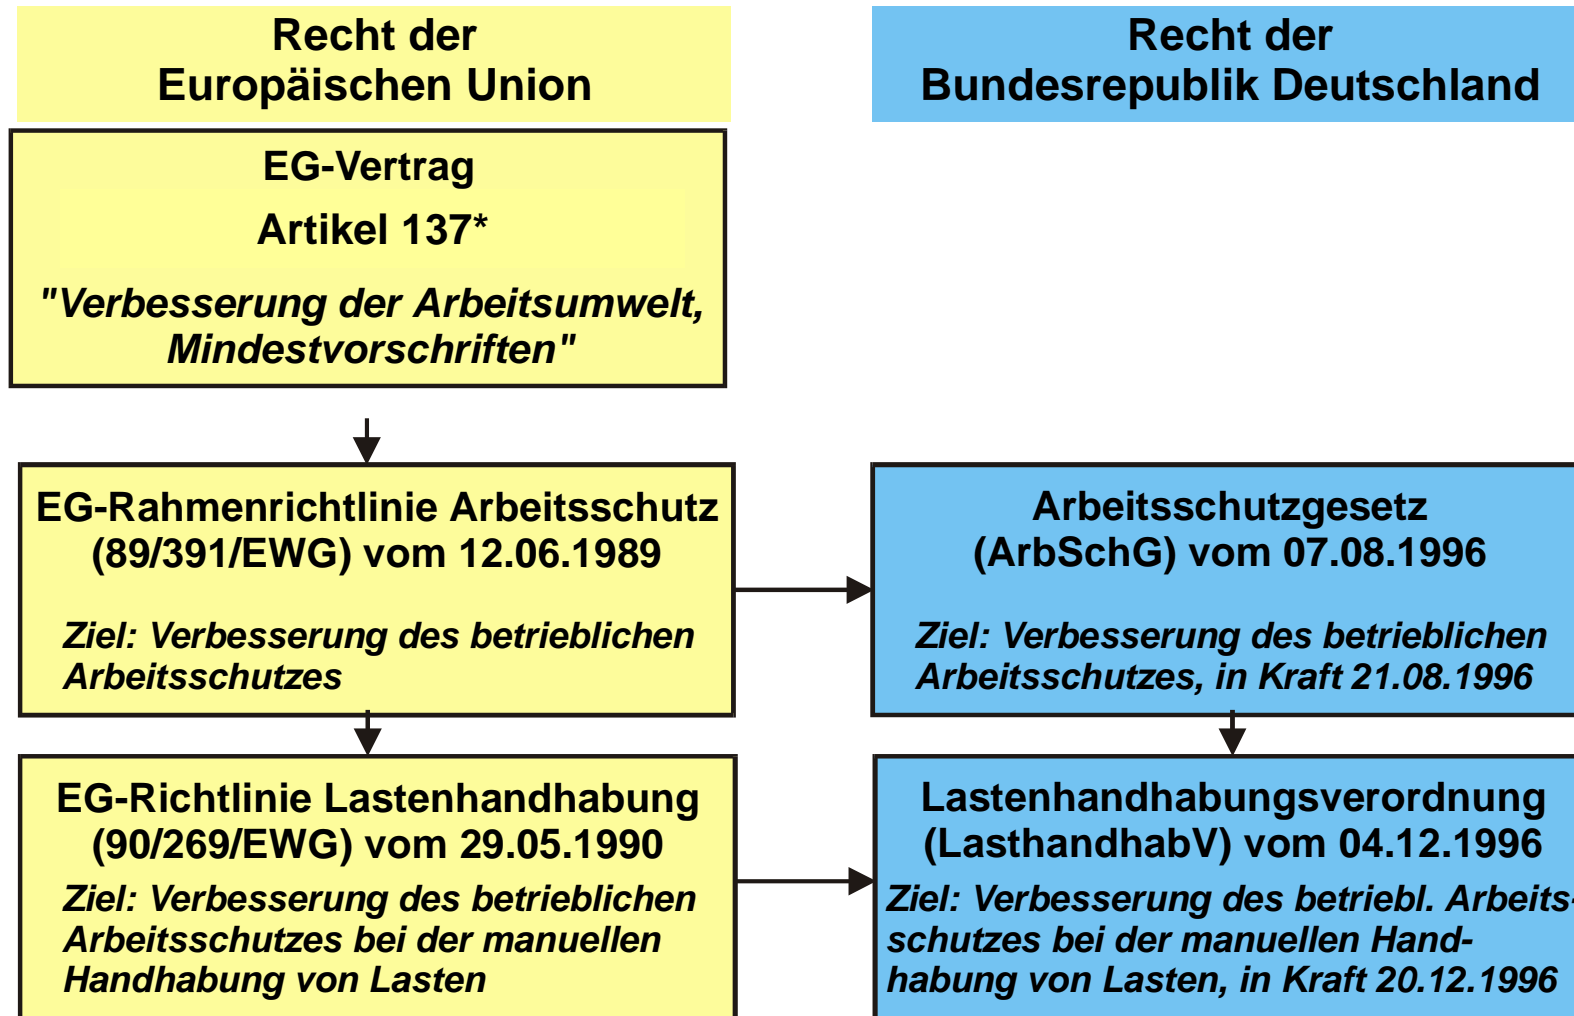 Recht der
Europäischen Union
Recht der
Bundesrepublik Deutschland
EG-Vertrag
Artikel 137*
"Verbesserung der Arbeitsumwelt,
Mindestvorschriften"
EG-Rahmenrichtlinie Arbeitsschutz
(89/391/EWG) vom 12.06.1989
Ziel: Verbesserung des betrieblichen
Arbeitsschutzes
Arbeitsschutzgesetz
(ArbSchG) vom 07.08.1996
Ziel: Verbesserung des betrieblichen
Arbeitsschutzes, in Kraft 21.08.1996
EG-Richtlinie Lastenhandhabung
(90/269/EWG) vom 29.05.1990
Ziel: Verbesserung des betrieblichen
Arbeitsschutzes bei der manuellen
Handhabung von Lasten
Lastenhandhabungsverordnung
(LasthandhabV) vom 04.12.1996
Ziel: Verbesserung des betriebl. Arbeits-
schutzes bei der manuellen Hand-
habung von Lasten, in Kraft 20.12.1996